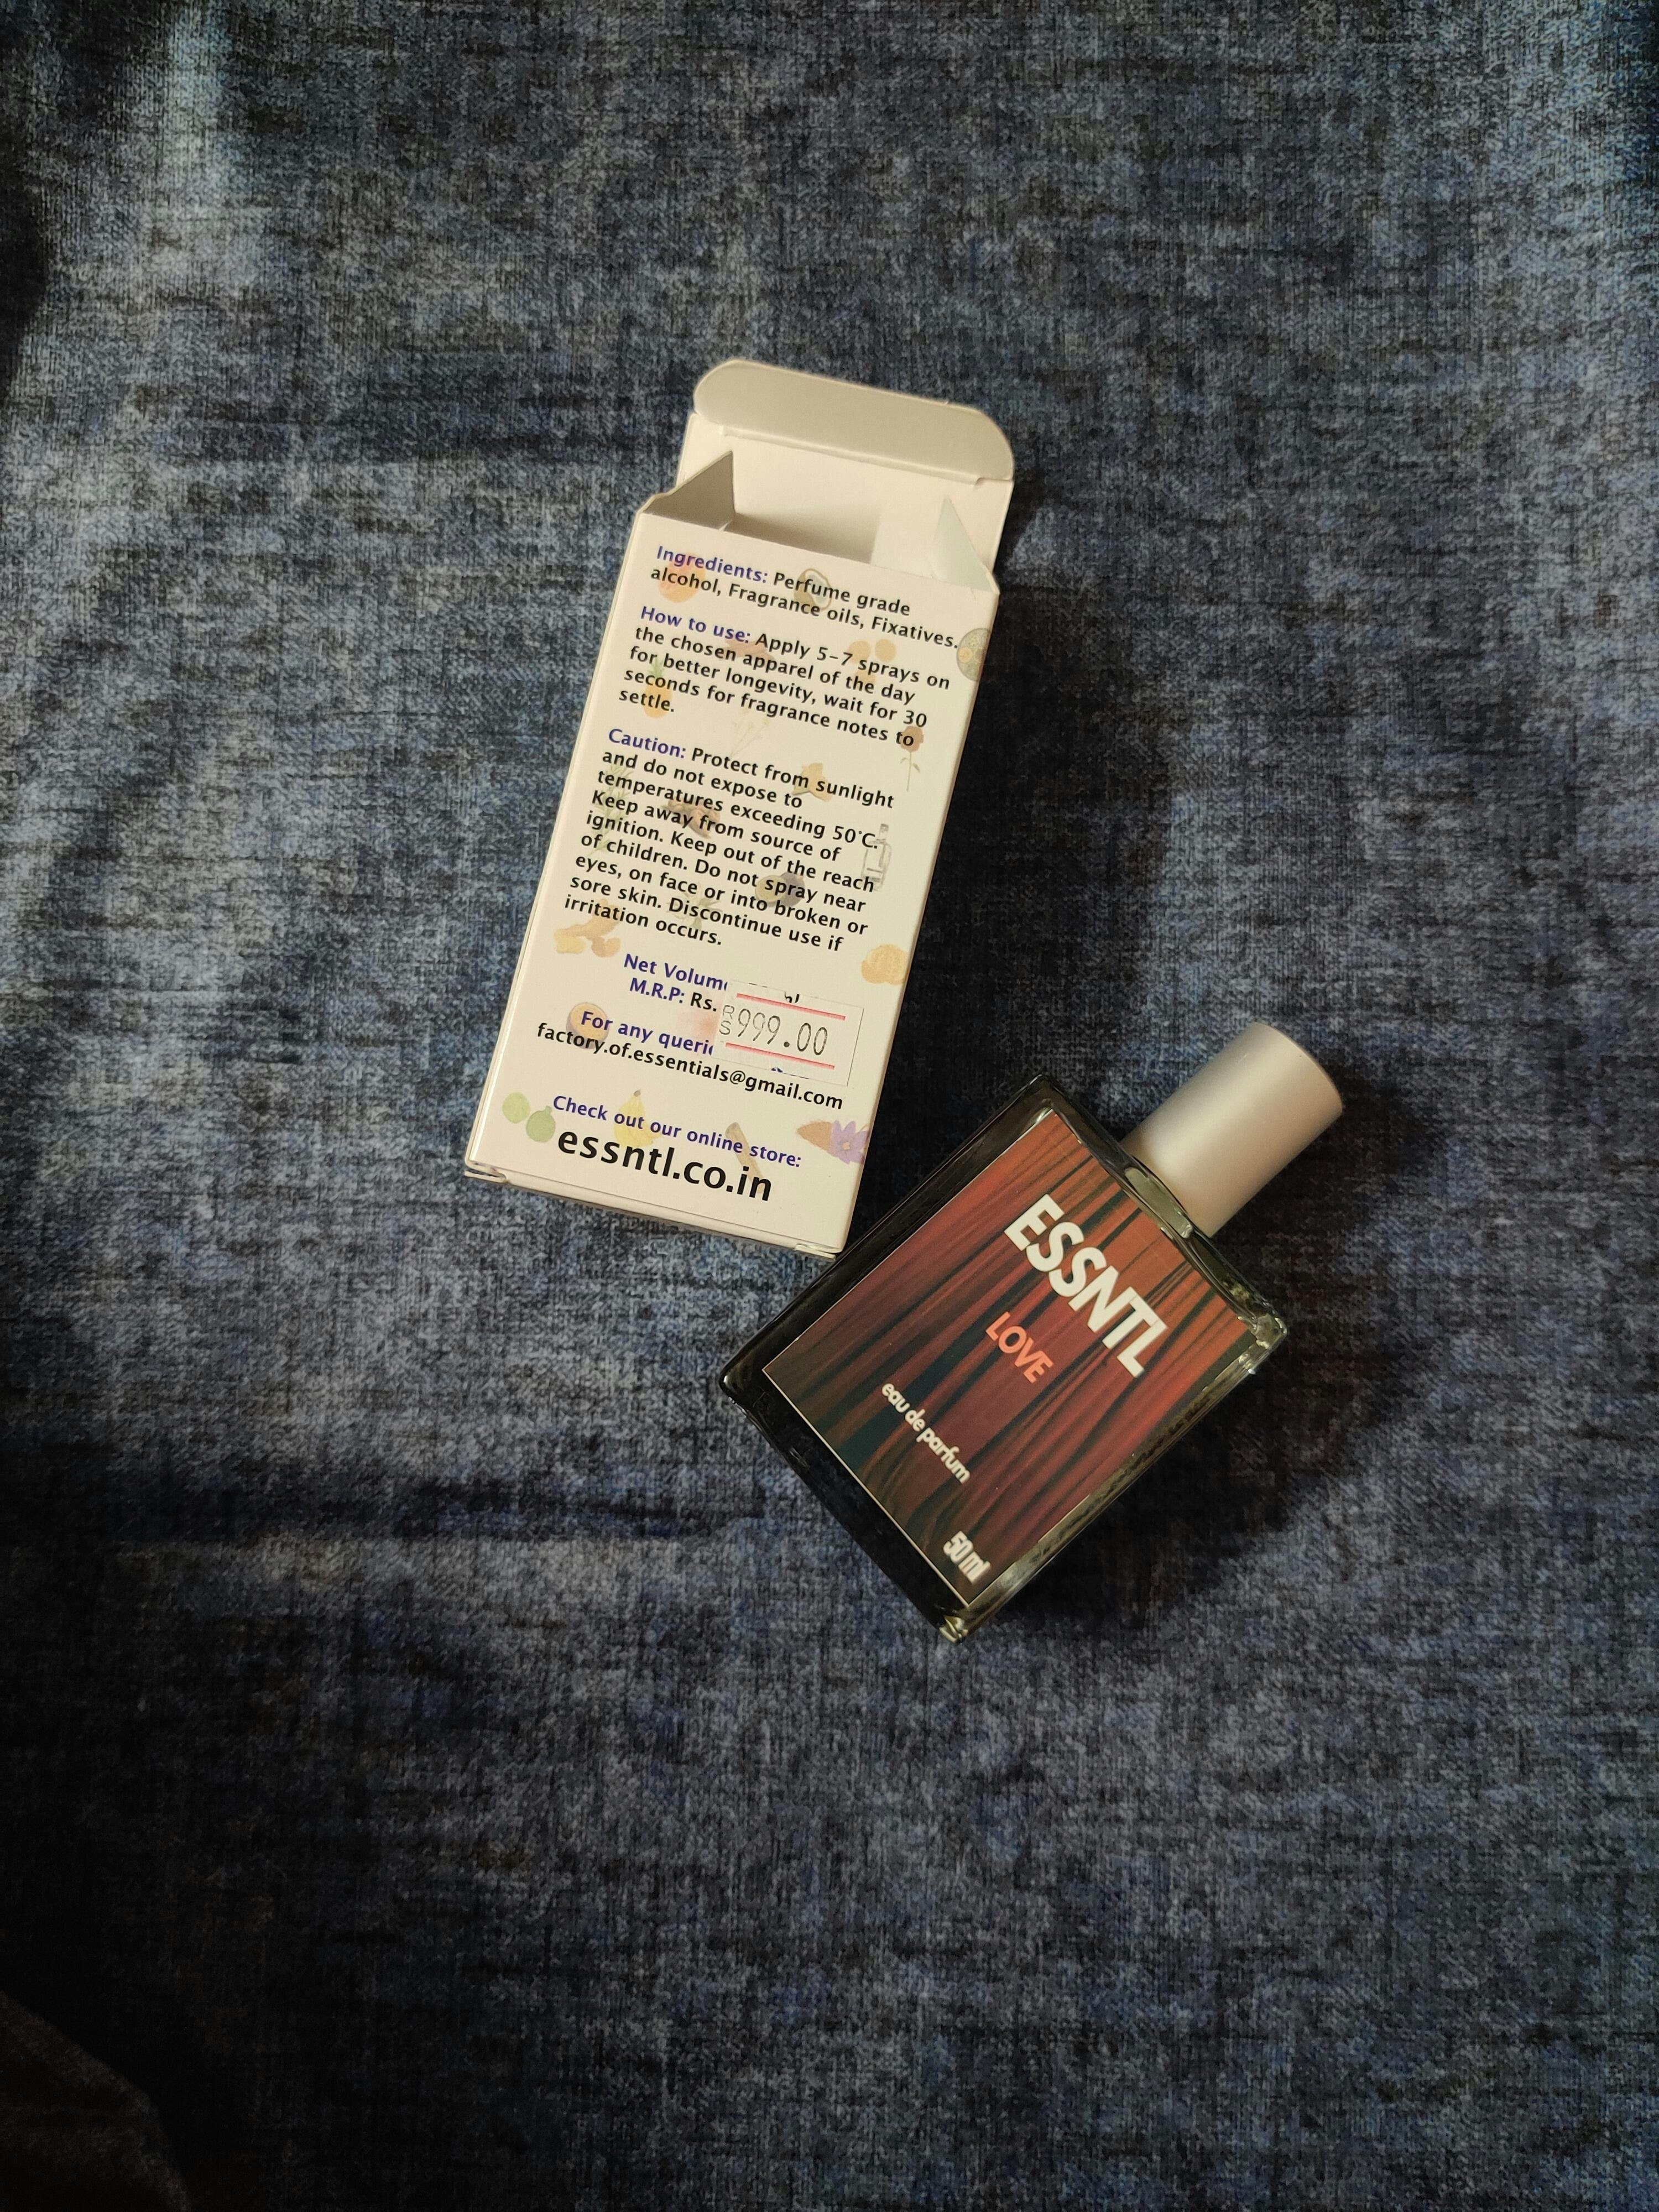 Ingredients: Perfume grade
alcohol, Fragrance oils, Fixatives.
How to use: Apply 5-7 sprays on
the chosen apparel of the day
for better longevity, wait for 30
seconds for fragrance notes to
settle.
Caution: Protect from sunlight
and do not expose to
temperatures exceeding 50°C.
Keep away from source of
ignition. Keep out of the reach
of children. Do not spray near
eyes, on face or into broken or
sore skin. Discontinue use if
irritation occurs.
Net
M.R.P: Rs.
RS 999.00
For any
factory.of.essentials@gmail.com
Check out our online store:
essntl.co.in
ESSNTL
LOVE
eau de parfum
50 ml